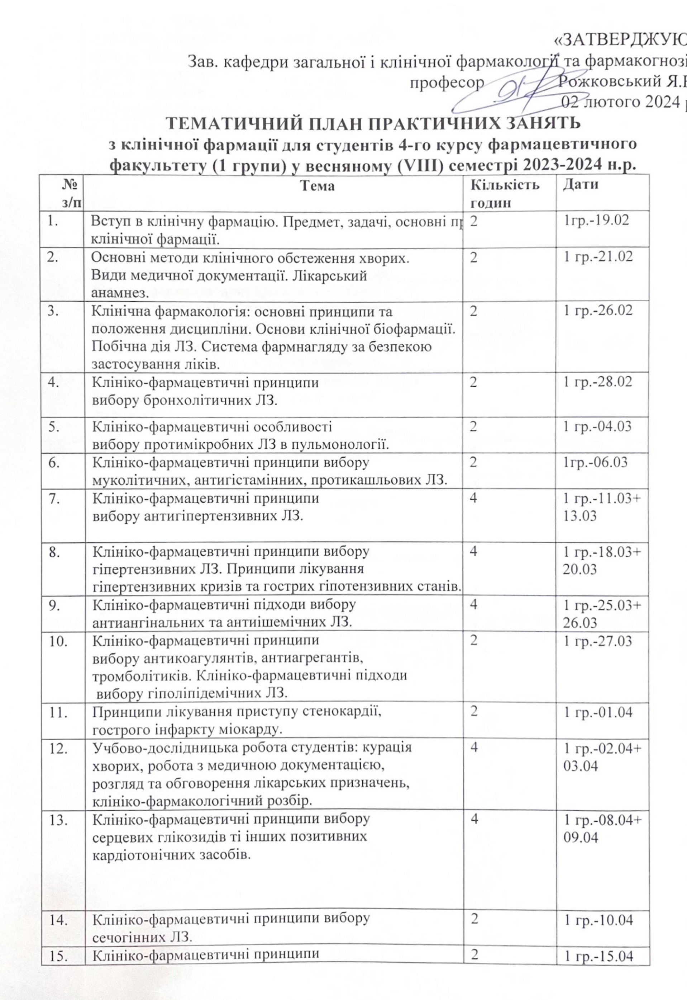 «ЗАТВЕРДЖУЮ
Зав. кафедри загальної і клінічної фармакології та фармакогнозі
професор Рожковський Я.В
02 лютого 2024 р
ТЕМАТИЧНИЙ ПЛАН ПРАКТИЧНИХ ЗАНЯТЬ
з клінічної фармації для студентів 4-го курсу фармацевтичного
факультету (1 групи) у весняному (VIII) семестрі 2023-2024 н.р.
№ з/п Тема Кількість годин Дати
1. Вступ в клінічну фармацію. Предмет, задачі, основні пр 2 1гр.-19.02
клінічної фармації.
2. Основні методи клінічного обстеження хворих. 2 1 гр.-21.02
Види медичної документації. Лікарський
анамнез.
3. Клінічна фармакологія: основні принципи та 2 1 гр.-26.02
положення дисципліни. Основи клінічної біофармації.
Побічна дія ЛЗ. Система фармнагляду за безпекою
застосування ліків.
4. Клініко-фармацевтичні принципи 2 1 гр.-28.02
вибору бронхолітичних ЛЗ.
5. Клініко-фармацевтичні особливості 2 1 гр.-04.03
вибору протимікробних ЛЗ в пульмонології.
6. Клініко-фармацевтичні принципи вибору 2 1гр.-06.03
муколітичних, антигістамінних, протикашльових ЛЗ.
7. Клініко-фармацевтичні принципи 4 1 гр.-11.03+
вибору антигіпертензивних ЛЗ. 13.03
8. Клініко-фармацевтичні принципи вибору 4 1 гр.-18.03+
гіпертензивних ЛЗ. Принципи лікування 20.03
гіпертензивних кризів та гострих гіпотензивних станів.
9. Клініко-фармацевтичні підходи вибору 4 1 гр.-25.03+
антиангінальних та антиішемічних ЛЗ. 26.03
10. Клініко-фармацевтичні принципи 2 1 гр.-27.03
вибору антикоагулянтів, антиагрегантів,
тромболітиків. Клініко-фармацевтичні підходи
вибору гіполіпідемічних ЛЗ.
11. Принципи лікування приступу стенокардії, 2 1 гр.-01.04
гострого інфаркту міокарду.
12. Учбово-дослідницька робота студентів: курація 4 1 гр.-02.04+
хворих, робота з медичною документацією, 03.04
розгляд та обговорення лікарських призначень,
клініко-фармакологічний розбір.
13. Клініко-фармацевтичні принципи вибору 4 1 гр.-08.04+
серцевих глікозидів ті інших позитивних 09.04
кардіотонічних засобів.
14. Клініко-фармацевтичні принципи вибору 2 1 гр.-10.04
сечогінних ЛЗ.
15. Клініко-фармацевтичні принципи 2 1 гр.-15.04